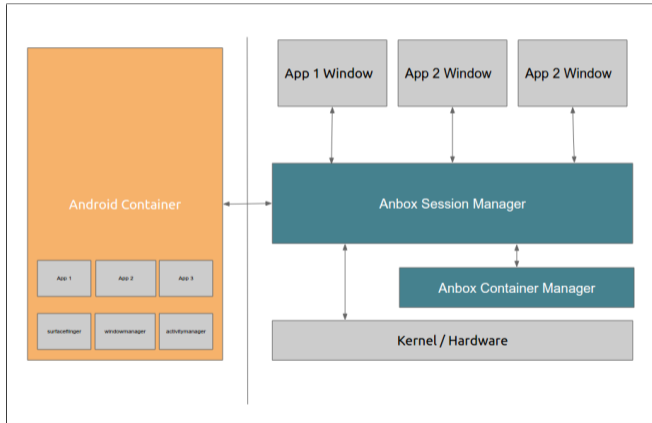 App 1 Window
App 2 Window
App 2 Window
Android Container
Anbox Session Manager
App 1
App 2
App 3
Anbox Container Manager
surfaceflinger
windowmanager
activitymanager
Kernel / Hardware